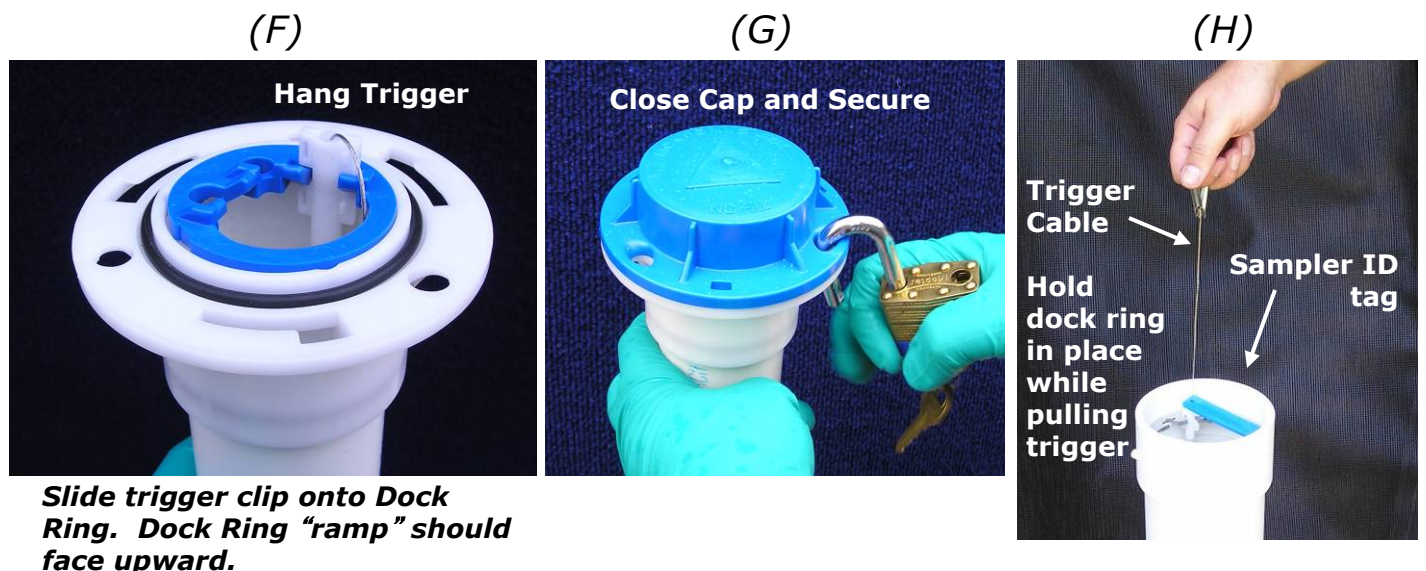 (F)
(G)
(H)
Hang Trigger
Close Cap and Secure
Trigger
Cable
Sampler ID
tag
Hold
dock ring
in place
while
pulling
trigger.
Slide trigger clip onto Dock
Ring. Dock Ring “ramp” should
face upward.